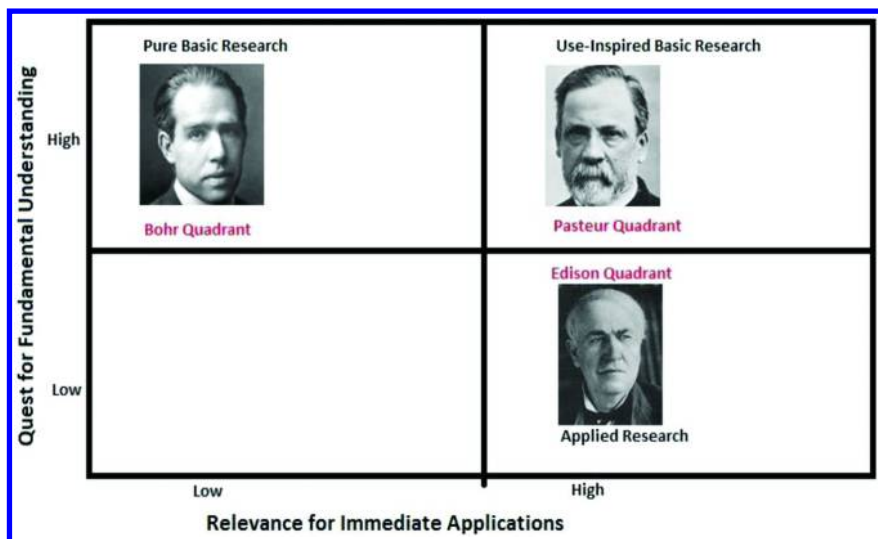 Pure Basic Research
Use-Inspired Basic Research
Quest for Fundamental Understanding
High
Bohr Quadrant
Pasteur Quadrant
Edison Quadrant
Low
Applied Research
Low
High
Relevance for Immediate Applications